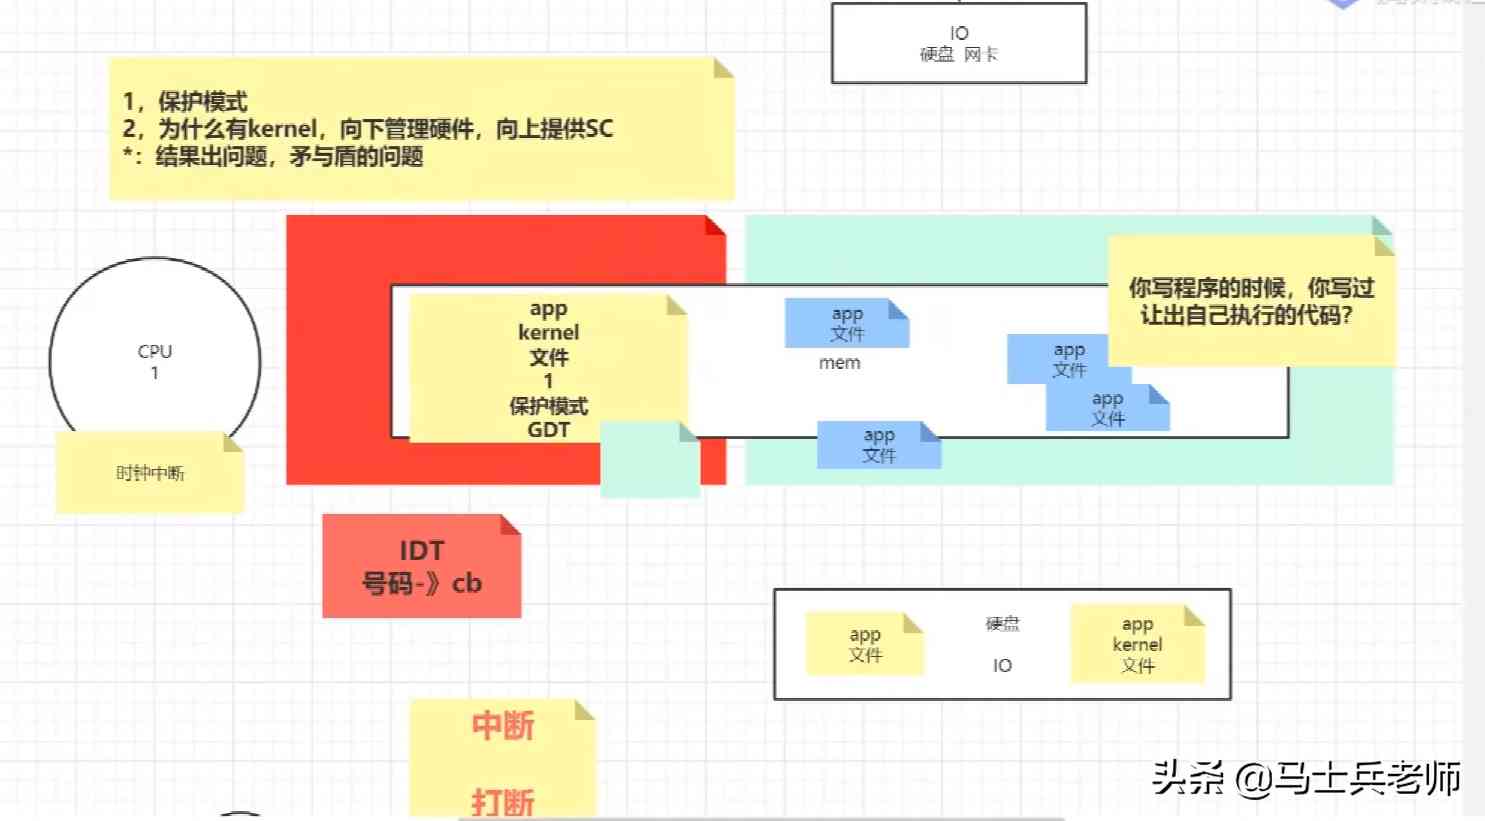 IO
硬盘 网卡
1，保护模式
2，为什么有kernel，向下管理硬件，向上提供SC
*：结果出问题，矛与盾的问题
CPU
1
时钟中断
app
kernel
文件
1
保护模式
GDT
app
文件
mem
app
文件
app
文件
app
文件
你写程序的时候，你写过
让出自己执行的代码？
IDT
号码-》cb
app
文件
硬盘
IO
app
kernel
文件
中断
打断
头条 @马士兵老师